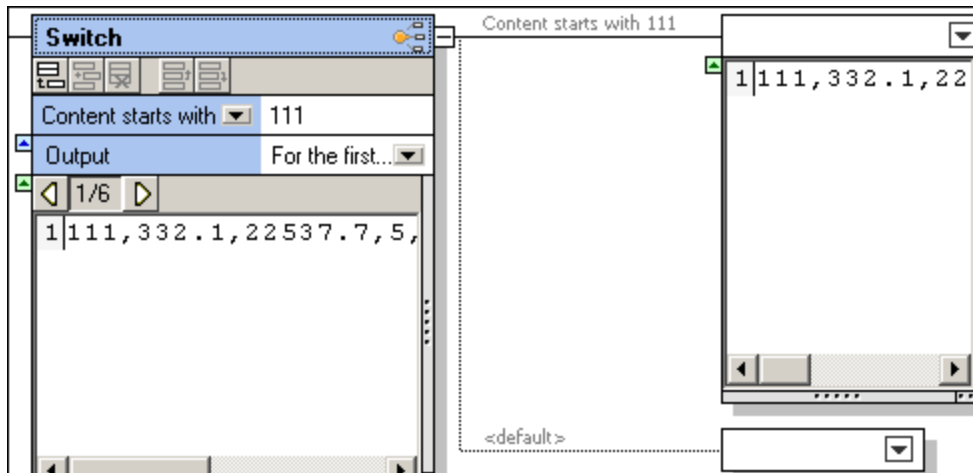 Switch
Content starts with 111
Content starts with
111
Output
For the first...
1/6
1 111,332.1,22537.7,5,
1 111,332.1,22
<default>